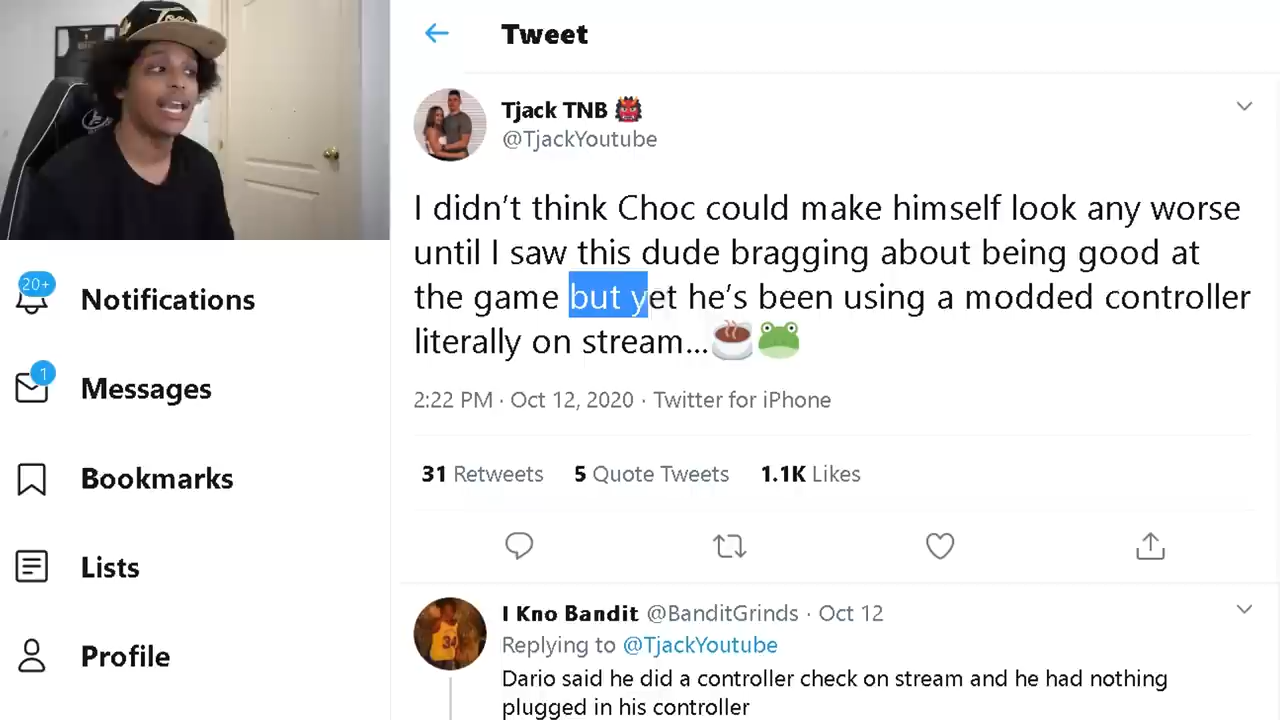 Tweet
Tjack TNB 👹
@TjackYoutube
I didn't think Choc could make himself look any worse
until I saw this dude bragging about being good at
the game but yet he's been using a modded controller
literally on stream...☕🐸
2:22 PM · Oct 12, 2020 · Twitter for iPhone
31 Retweets 5 Quote Tweets 1.1K Likes
I Kno Bandit @BanditGrinds · Oct 12
Replying to @TjackYoutube
Dario said he did a controller check on stream and he had nothing
plugged in his controller
20+
Notifications
1
Messages
Bookmarks
Lists
Profile
34